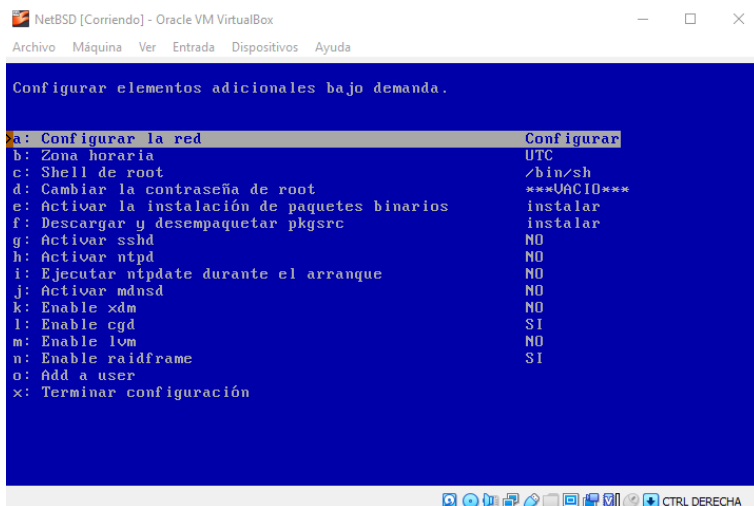 NetBSD [Corriendo] - Oracle VM VirtualBox
Archivo Máquina Ver Entrada Dispositivos Ayuda
Configurar elementos adicionales bajo demanda.
>a: Configurar la red Configurar
b: Zona horaria UTC
c: Shell de root /bin/sh
d: Cambiar la contraseña de root ***VACIO***
e: Activar la instalación de paquetes binarios instalar
f: Descargar y desempaquetar pkgsrc instalar
g: Activar sshd NO
h: Activar ntpd NO
i: Ejecutar ntpdate durante el arranque NO
j: Activar mdnsd NO
k: Enable xdm NO
l: Enable cgd SI
m: Enable lvm NO
n: Enable raidframe SI
o: Add a user
x: Terminar configuración
CTRL DERECHA